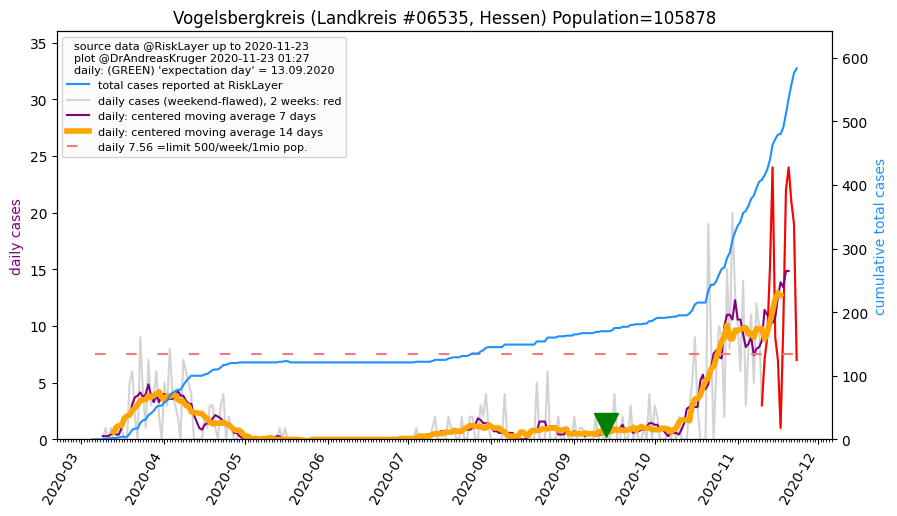 Vogelsbergkreis (Landkreis #06535, Hessen) Population=105878
source data @RiskLayer up to 2020-11-23
plot @DrAndreasKruger 2020-11-23 01:27
daily: (GREEN) 'expectation day' = 13.09.2020
total cases reported at RiskLayer
daily cases (weekend-flawed), 2 weeks: red
daily: centered moving average 7 days
daily: centered moving average 14 days
daily 7.56 =limit 500/week/1mio pop.
daily cases
35
30
25
20
15
10
5
0
cumulative total cases
600
500
400
300
200
100
0
2020-03
2020-04
2020-05
2020-06
2020-07
2020-08
2020-09
2020-10
2020-11
2020-12